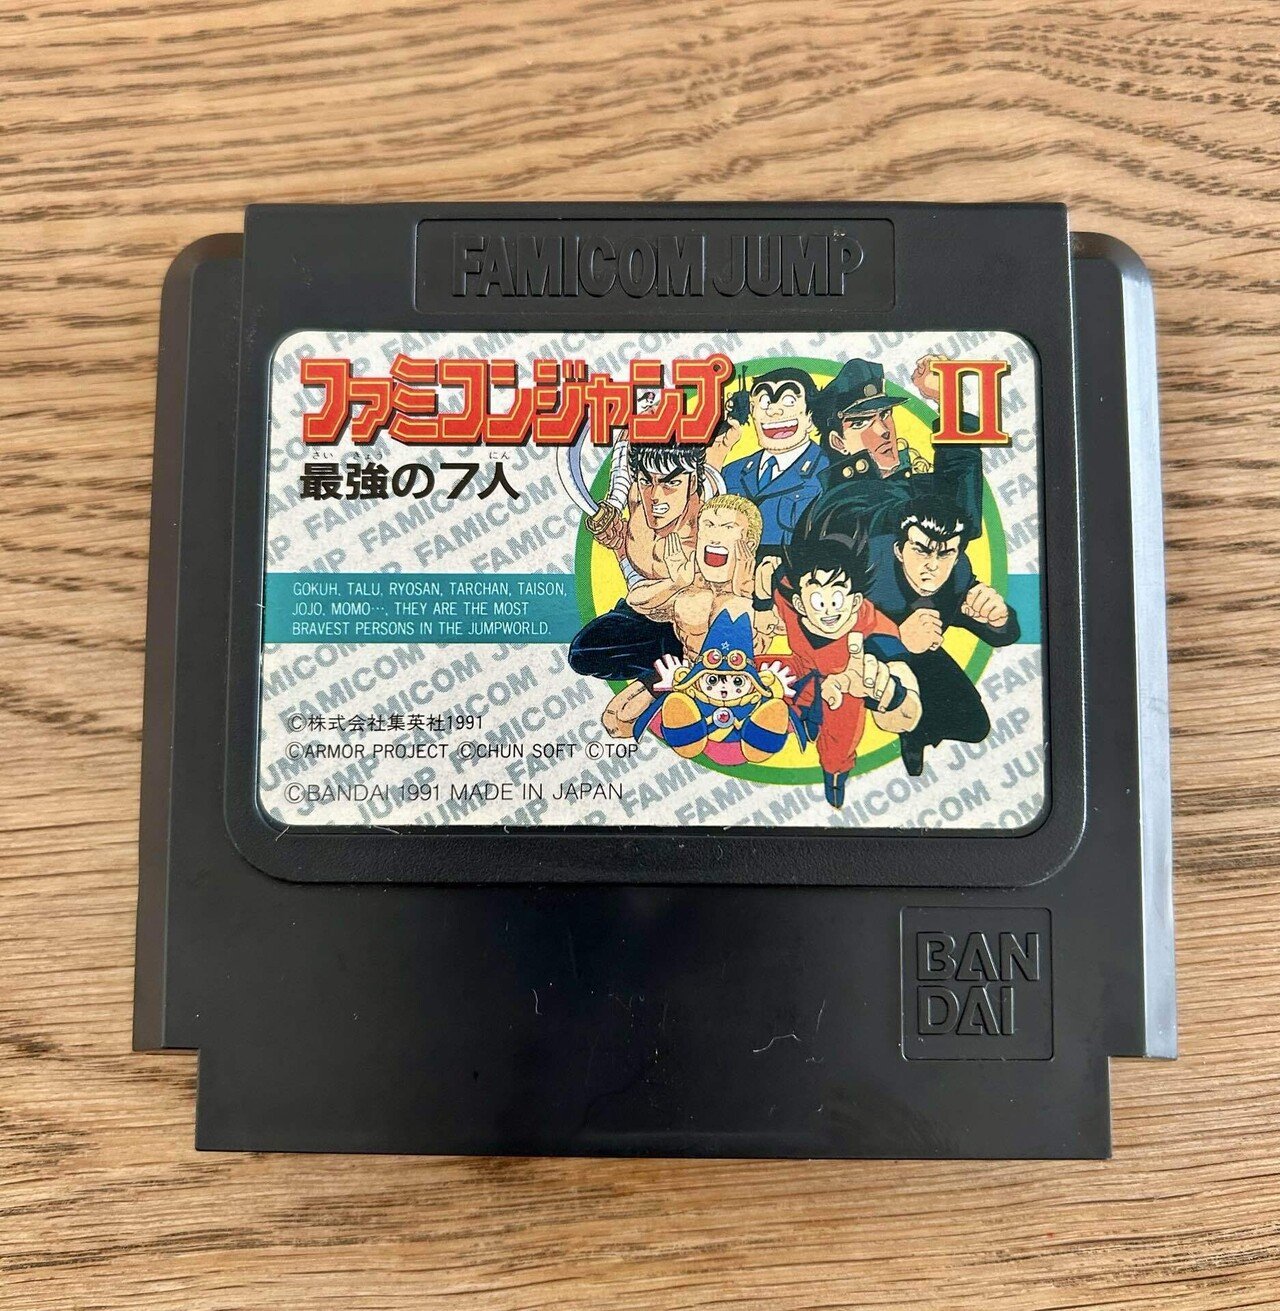 FAMICOM JUMP
ファミコンジャンプ II
さいきょう にん
最強の7人
GOKUH, TALU, RYOSAN, TARCHAN, TAISON,
JOJO, MOMO…, THEY ARE THE MOST
BRAVEST PERSONS IN THE JUMPWORLD.
©株式会社集英社1991
©ARMOR PROJECT ©CHUN SOFT ©TOP
©BANDAI 1991 MADE IN JAPAN
BAN
DAI